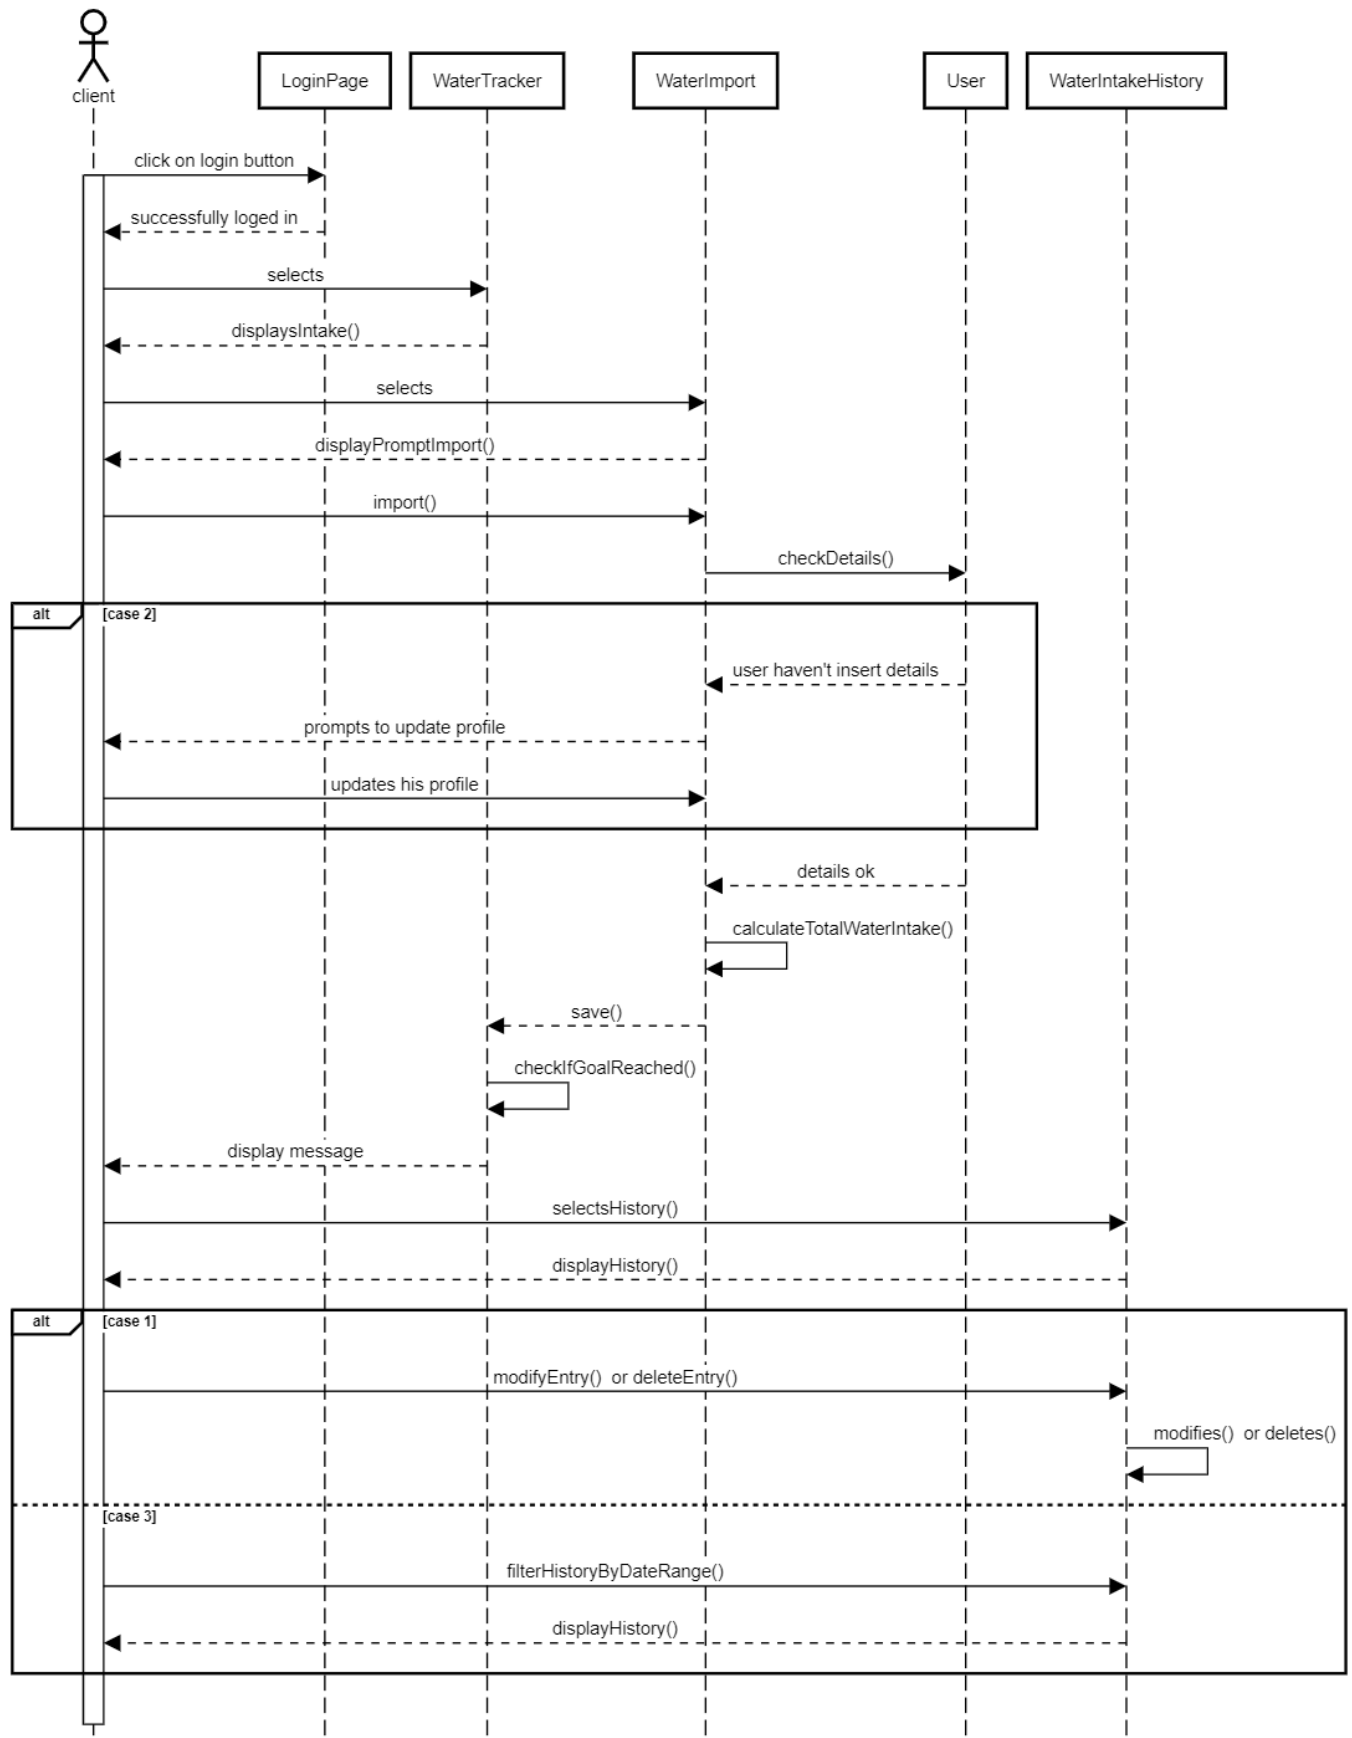 client
LoginPage
WaterTracker
WaterImport
User
WaterIntakeHistory
click on login button
successfully loged in
selects
displaysIntake()
selects
displayPromptImport()
import()
checkDetails()
alt
[case 2]
user haven't insert details
prompts to update profile
updates his profile
details ok
calculateTotalWaterIntake()
save()
checkIfGoalReached()
display message
selectsHistory()
displayHistory()
alt
[case 1]
modifyEntry()  or deleteEntry()
modifies()  or deletes()
[case 3]
filterHistoryByDateRange()
displayHistory()